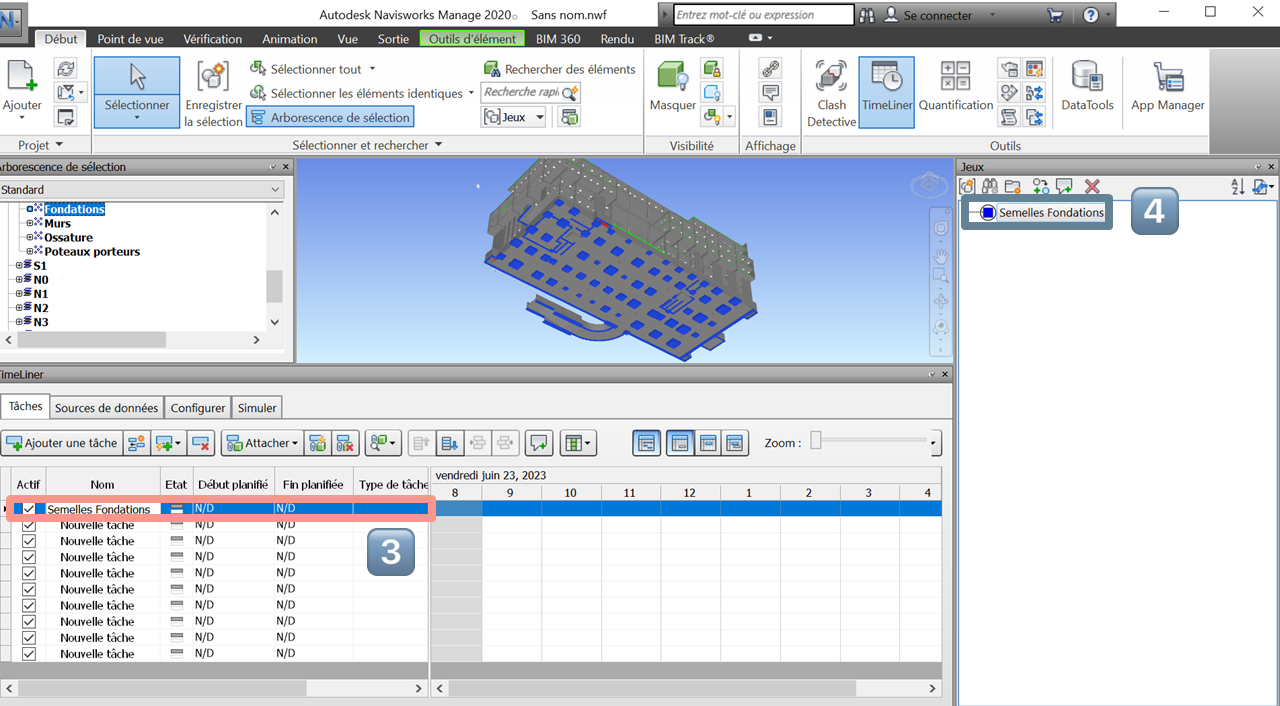 Autodesk Navisworks Manage 2020 Sans nom.nwf
Entrez mot-clé ou expression
Se connecter
Début Point de vue Vérification Animation Vue Sortie Outils d'élément BIM 360 Rendu BIM Track®
Ajouter
Projet
Sélectionner
Enregistrer
la sélection
Sélectionner tout
Sélectionner les éléments identiques
Arborescence de sélection
Rechercher des éléments
Recherche rapi
Jeux
Sélectionner et rechercher
Masquer
Visibilité
Affichage
Clash
Detective
TimeLiner
Quantification
DataTools
App Manager
Outils
Arborescence de sélection
Standard
Fondations
Murs
Ossature
Poteaux porteurs
S1
N0
N1
N2
N3
Jeux
Semelles Fondations
4
TimeLiner
Tâches Sources de données Configurer Simuler
Ajouter une tâche
Attacher
Zoom :
Actif Nom Etat Début planifié Fin planifiée Type de tâche
vendredi juin 23, 2023
8 9 10 11 12 1 2 3 4
Semelles Fondations N/D N/D
Nouvelle tâche N/D N/D
Nouvelle tâche N/D N/D
Nouvelle tâche N/D N/D
Nouvelle tâche N/D N/D
Nouvelle tâche N/D N/D
Nouvelle tâche N/D N/D
Nouvelle tâche N/D N/D
Nouvelle tâche N/D N/D
Nouvelle tâche N/D N/D
3